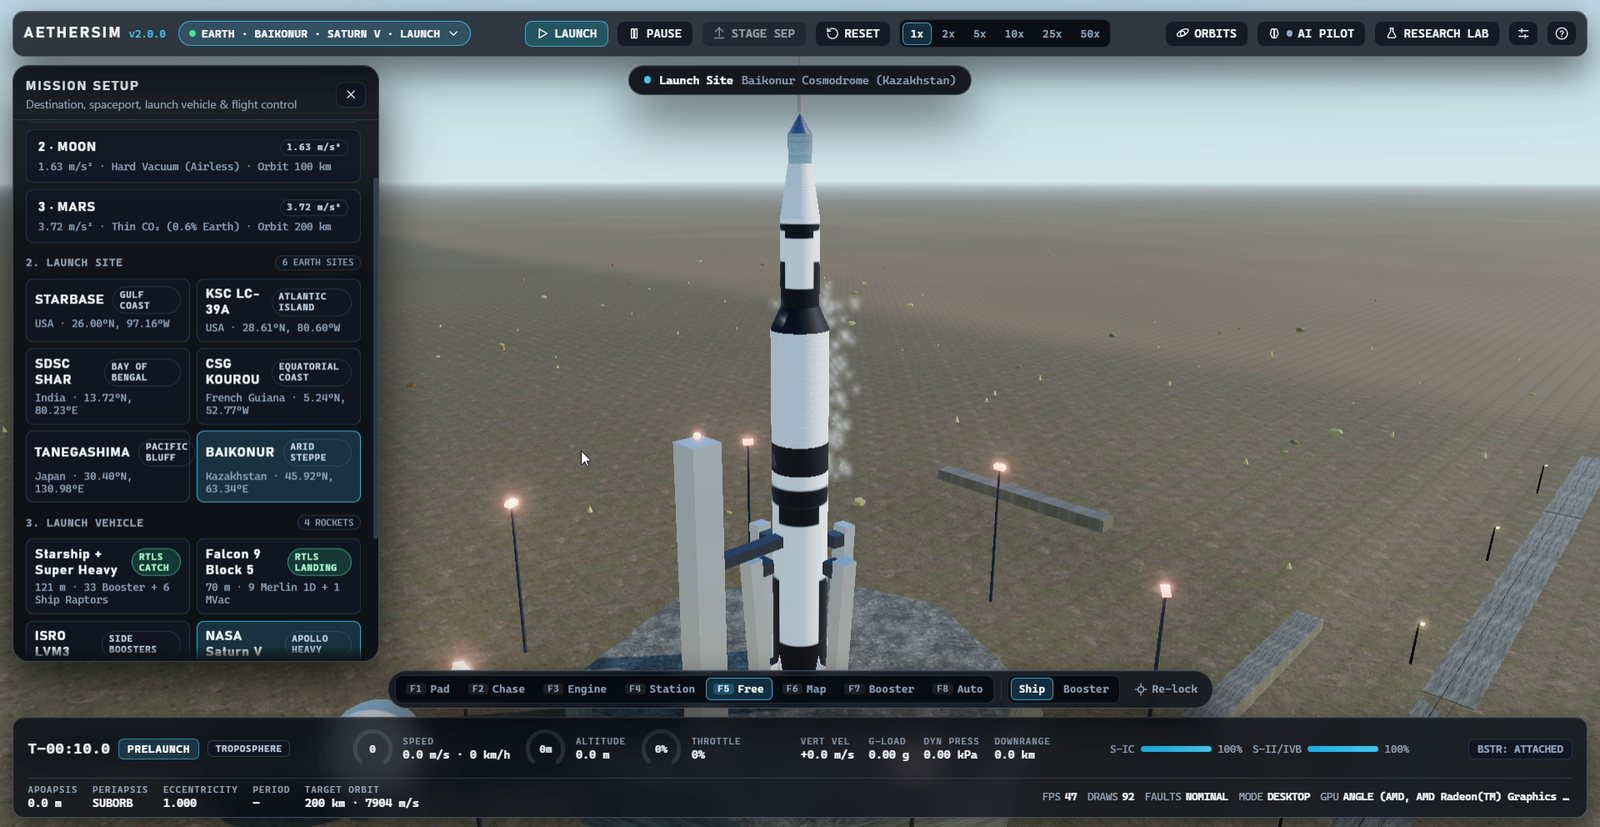 AETHERSIM v2.0.0
EARTH · BAIKONUR · SATURN V · LAUNCH
LAUNCH
PAUSE
STAGE SEP
RESET
1x 2x 5x 10x 25x 50x
ORBITS
AI PILOT
RESEARCH LAB
Launch Site Baikonur Cosmodrome (Kazakhstan)
MISSION SETUP
Destination, spaceport, launch vehicle & flight control
2 · MOON 1.63 m/s²
1.63 m/s² · Hard Vacuum (Airless) · Orbit 100 km
3 · MARS 3.72 m/s²
3.72 m/s² · Thin CO₂ (0.6% Earth) · Orbit 200 km
2. LAUNCH SITE 6 EARTH SITES
STARBASE
GULF
COAST
USA · 26.00°N, 97.16°W
KSC LC-
39A
ATLANTIC
ISLAND
USA · 28.61°N, 80.60°W
SDSC
SHAR
BAY OF
BENGAL
India · 13.72°N,
80.23°E
CSG
KOUROU
EQUATORIAL
COAST
French Guiana · 5.24°N,
52.77°W
TANEGASHIMA
PACIFIC
BLUFF
Japan · 30.40°N,
130.98°E
BAIKONUR
ARID
STEPPE
Kazakhstan · 45.92°N,
63.34°E
3. LAUNCH VEHICLE 4 ROCKETS
Starship +
Super Heavy
RTLS
CATCH
121 m · 33 Booster + 6
Ship Raptors
Falcon 9
Block 5
RTLS
LANDING
70 m · 9 Merlin 1D + 1
MVac
ISRO
LVM3
SIDE
BOOSTERS
NASA
Saturn V
APOLLO
HEAVY
F1 Pad F2 Chase F3 Engine F4 Station F5 Free F6 Map F7 Booster F8 Auto Ship Booster Re-lock
T-00:10.0 PRELAUNCH TROPOSPHERE
0 SPEED
0.0 m/s · 0 km/h
0m ALTITUDE
0.0 m
0% THROTTLE
0%
VERT VEL
+0.0 m/s
G-LOAD
0.00 g
DYN PRESS
0.00 kPa
DOWNRANGE
0.0 km
S-IC 100% S-II/IVB 100%
BSTR: ATTACHED
APOAPSIS
0.0 m
PERIAPSIS
SUBORB
ECCENTRICITY
1.000
PERIOD
—
TARGET ORBIT
200 km · 7904 m/s
FPS 47 DRAWS 92 FAULTS NOMINAL MODE DESKTOP GPU ANGLE (AMD, AMD Radeon(TM) Graphics …